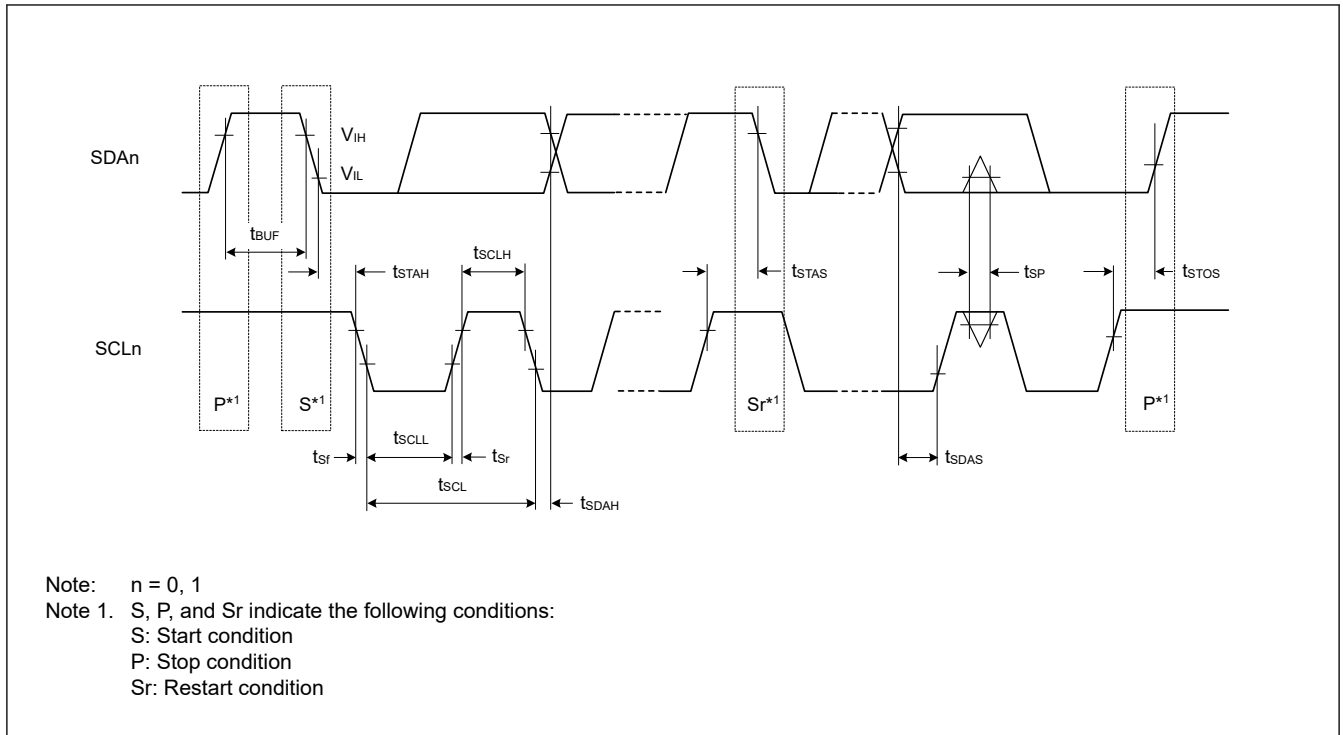 SDAn
VIH
VIL
tBUF
tSTAH
tSCLH
tSTAS
tSP
tSTOS
SCLn
P*1
S*1
Sr*1
P*1
tSf
tSCLL
tSr
tSDAS
tSCL
tSDAH
Note: n = 0, 1
Note 1. S, P, and Sr indicate the following conditions:
S: Start condition
P: Stop condition
Sr: Restart condition